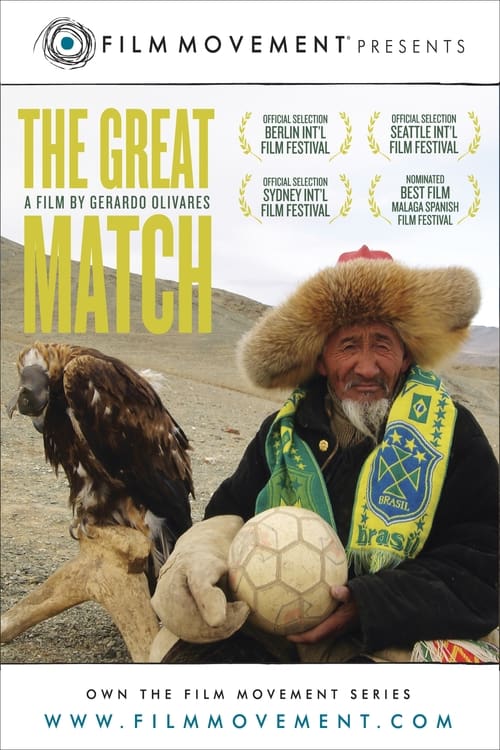 FILM MOVEMENT® PRESENTS
THE GREAT
A FILM BY GERARDO OLIVARES
MATCH
OFFICIAL SELECTION
BERLIN INT'L
FILM FESTIVAL
OFFICIAL SELECTION
SEATTLE INT'L
FILM FESTIVAL
OFFICIAL SELECTION
SYDNEY INT'L
FILM FESTIVAL
NOMINATED
BEST FILM
MALAGA SPANISH
FILM FESTIVAL
BRASIL
brasil
OWN THE FILM MOVEMENT SERIES
WWW.FILMMOVEMENT.COM